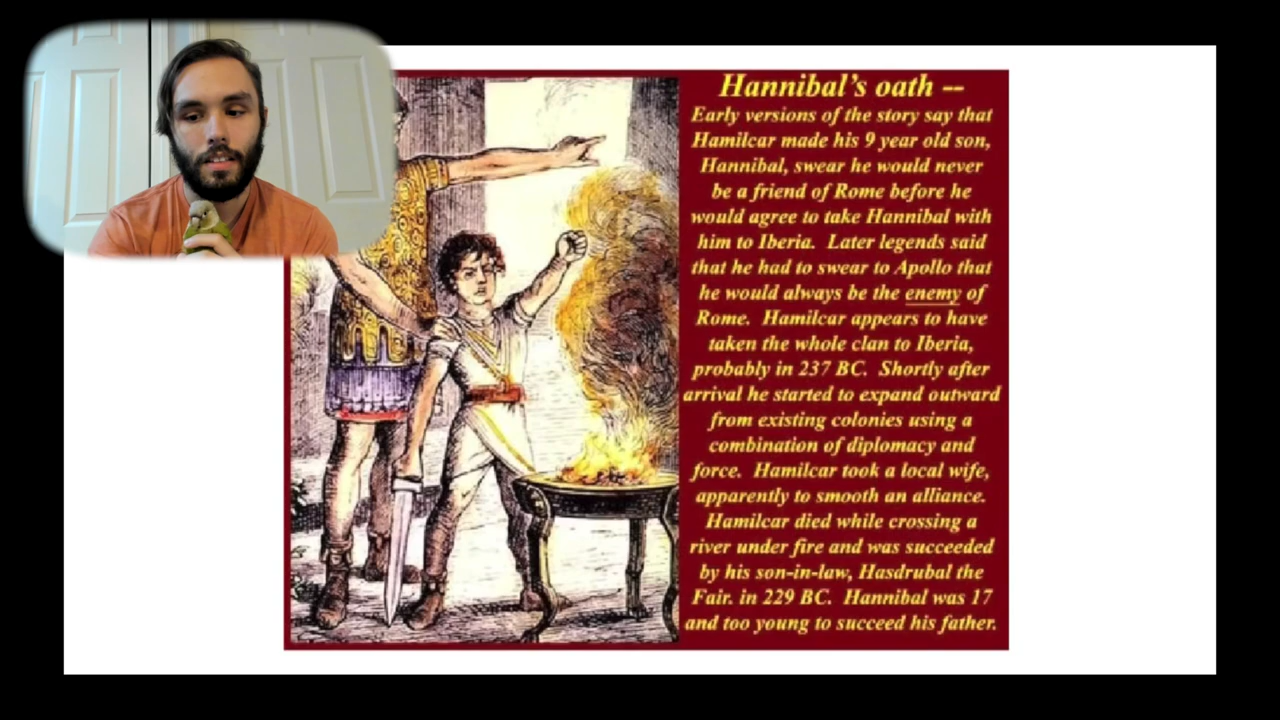 Hannibal's oath --
Early versions of the story say that
Hamilcar made his 9 year old son,
Hannibal, swear he would never
be a friend of Rome before he
would agree to take Hannibal with
him to Iberia. Later legends said
that he had to swear to Apollo that
he would always be the enemy of
Rome. Hamilcar appears to have
taken the whole clan to Iberia,
probably in 237 BC. Shortly after
arrival he started to expand outward
from existing colonies using a
combination of diplomacy and
force. Hamilcar took a local wife,
apparently to smooth an alliance.
Hamilcar died while crossing a
river under fire and was succeeded
by his son-in-law, Hasdrubal the
Fair. in 229 BC. Hannibal was 17
and too young to succeed his father.